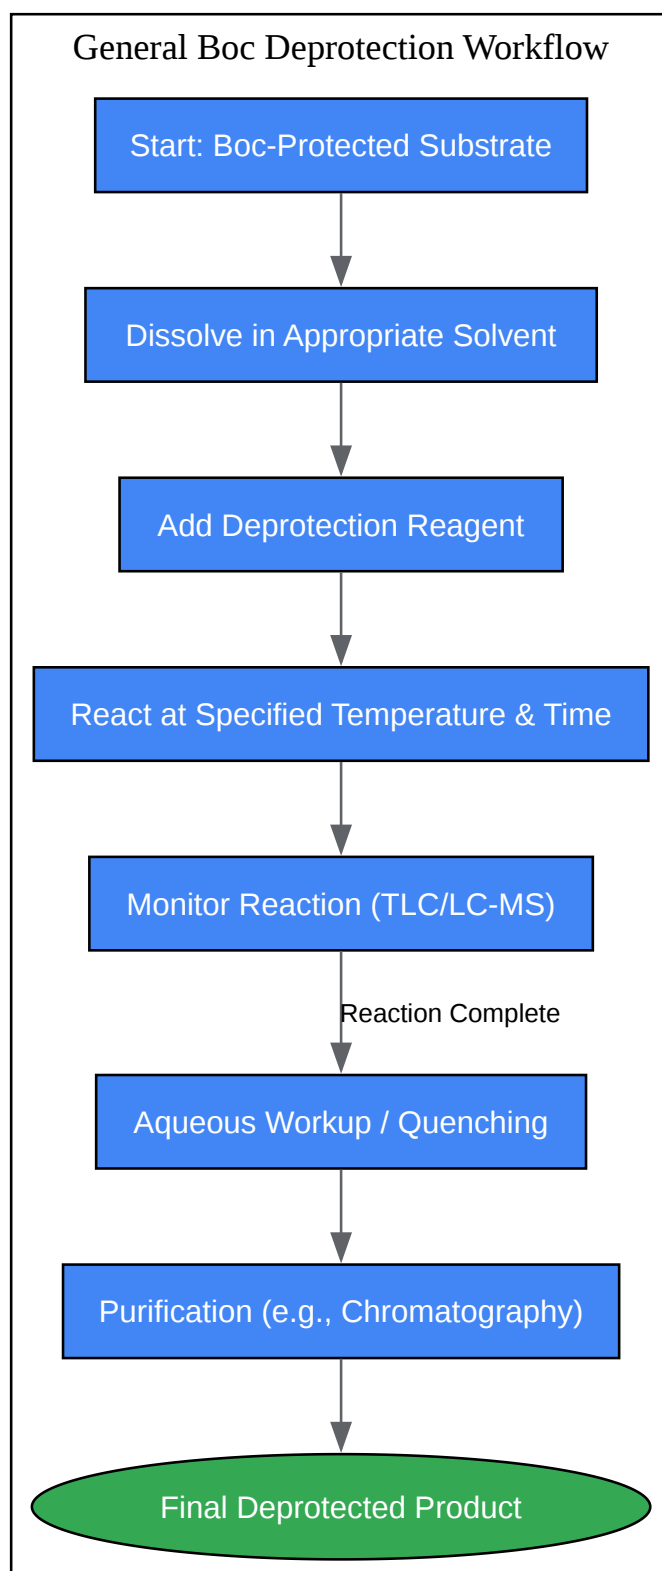 General Boc Deprotection Workflow
Start: Boc-Protected Substrate
Dissolve in Appropriate Solvent
Add Deprotection Reagent
React at Specified Temperature & Time
Monitor Reaction (TLC/LC-MS)
Reaction Complete
Aqueous Workup / Quenching
Purification (e.g., Chromatography)
Final Deprotected Product